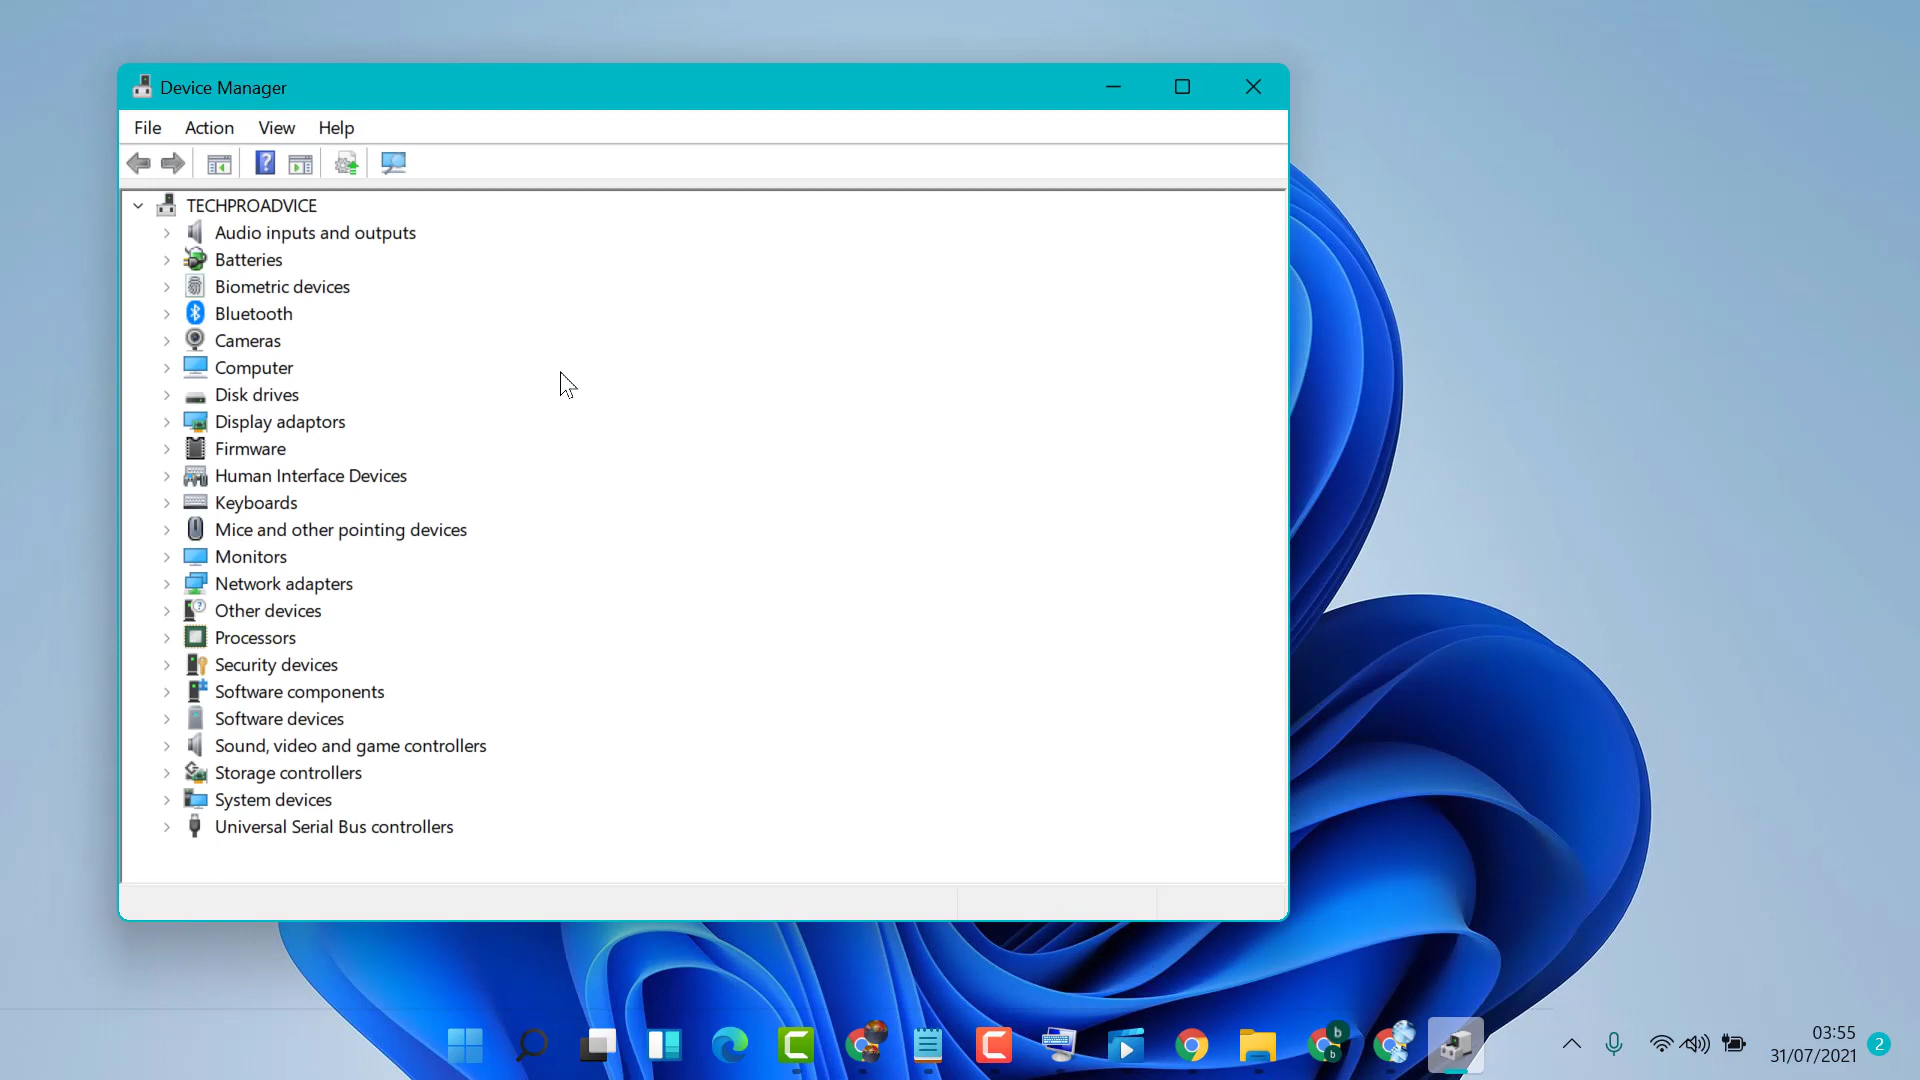 Device Manager
File Action View Help
TECHPROADVICE
Audio inputs and outputs
Batteries
Biometric devices
Bluetooth
Cameras
Computer
Disk drives
Display adaptors
Firmware
Human Interface Devices
Keyboards
Mice and other pointing devices
Monitors
Network adapters
Other devices
Processors
Security devices
Software components
Software devices
Sound, video and game controllers
Storage controllers
System devices
Universal Serial Bus controllers
03:55
31/07/2021
2